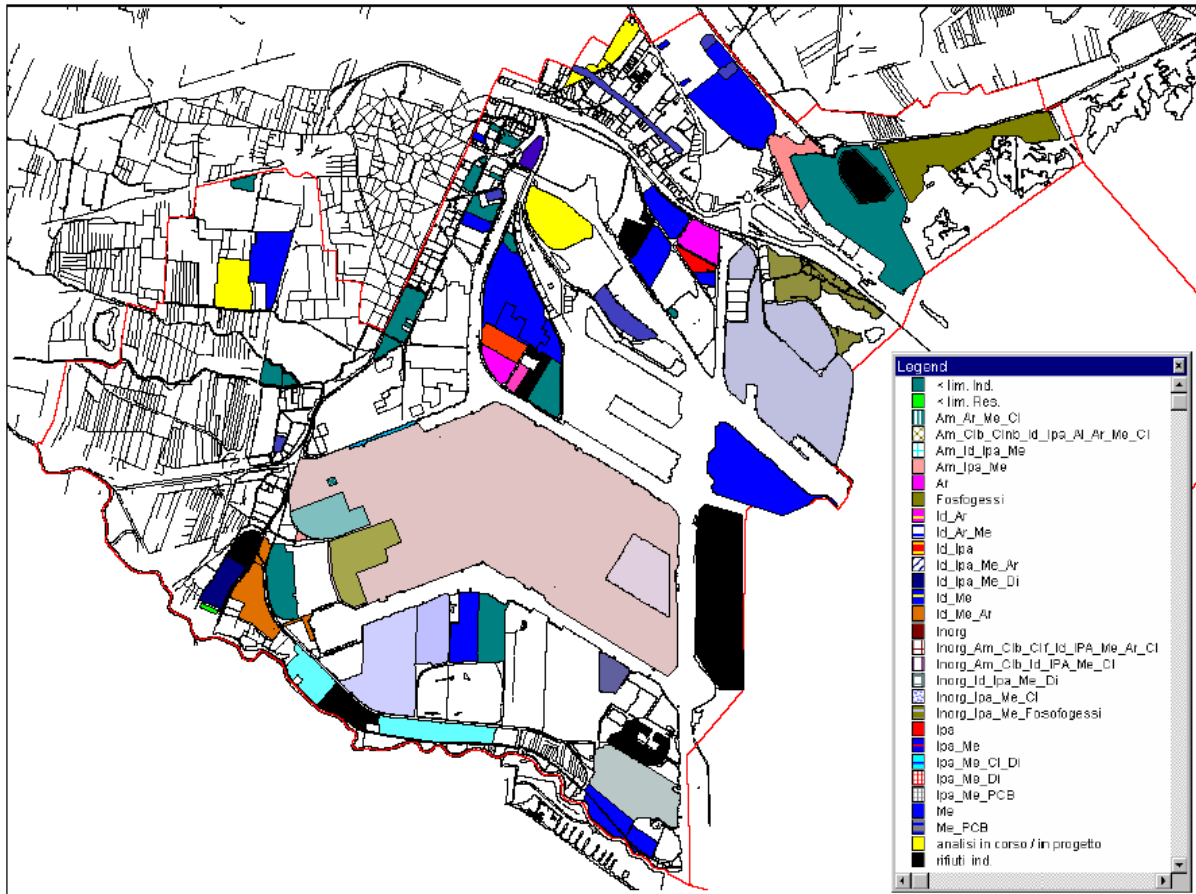 Legend
< lim. Ind.
< lim. Res.
Am_Ar_Me_Cl
Am_Clb_Clnb_Id_Ipa_Al_Ar_Me_Cl
Am_Id_Ipa_Me
Am_Ipa_Me
Ar
Fosfogessi
Id_Ar
Id_Ar_Me
Id_Ipa
Id_Ipa_Me_Ar
Id_Ipa_Me_Di
Id_Me
Id_Me_Ar
Inorg
Inorg_Am_Clb_Clf_Id_IPA_Me_Ar_Cl
Inorg_Am_Clb_Id_IPA_Me_Cl
Inorg_Id_Ipa_Me_Di
Inorg_Ipa_Me_Cl
Inorg_Ipa_Me_Fosofogessi
Ipa
Ipa_Me
Ipa_Me_Cl_Di
Ipa_Me_Di
Ipa_Me_PCB
Me
Me_PCB
analisi in corso / in progetto
rifiuti ind.